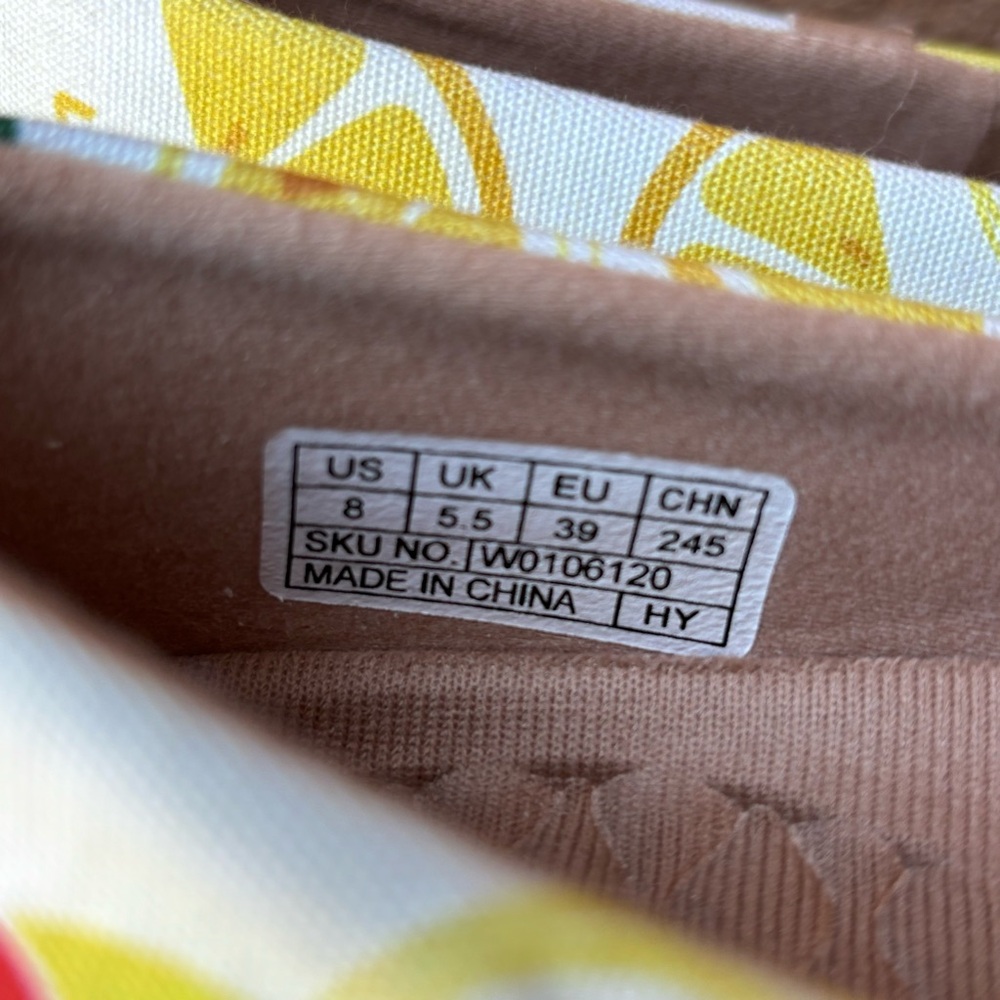 US UK EU CHN
8 5.5 39 245
SKU NO. W0106120
MADE IN CHINA HY